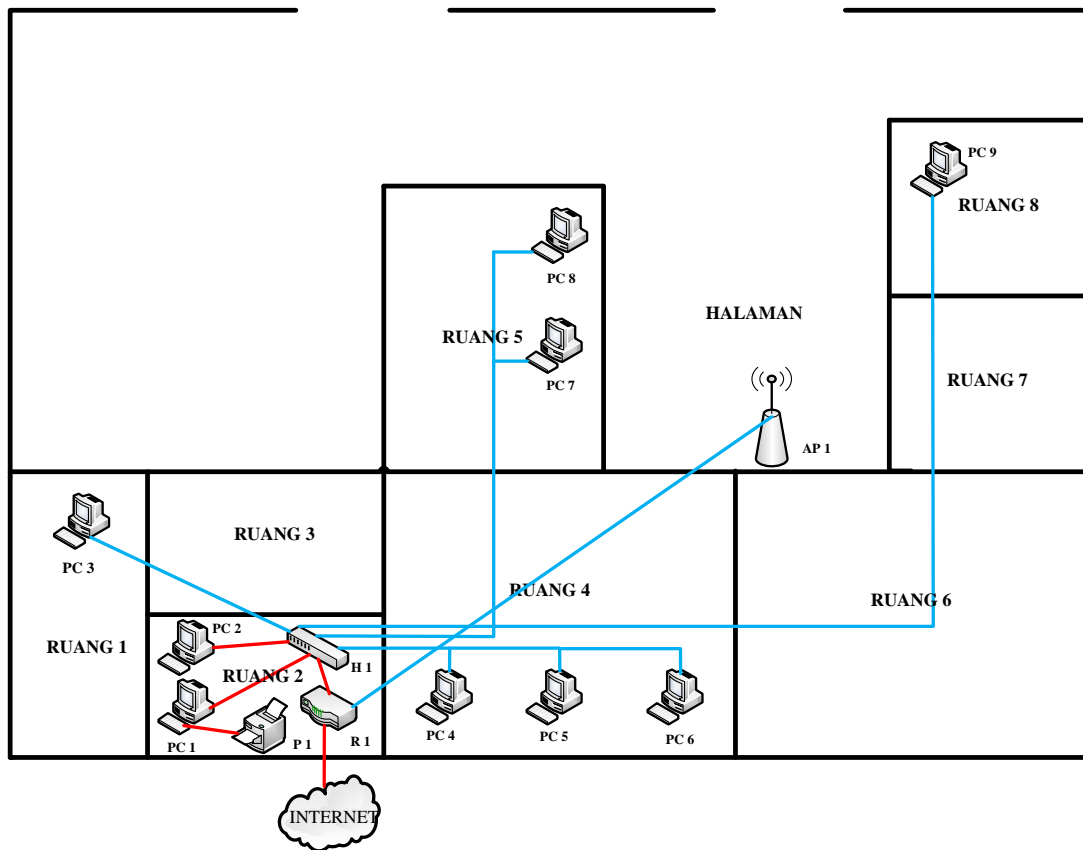 PC 9
RUANG 8
PC 8
HALAMAN
RUANG 5
PC 7
RUANG 7
AP 1
RUANG 3
PC 3
RUANG 4
RUANG 6
PC 2
RUANG 1
H 1
RUANG 2
PC 1
P 1
R 1
PC 4
PC 5
PC 6
INTERNET